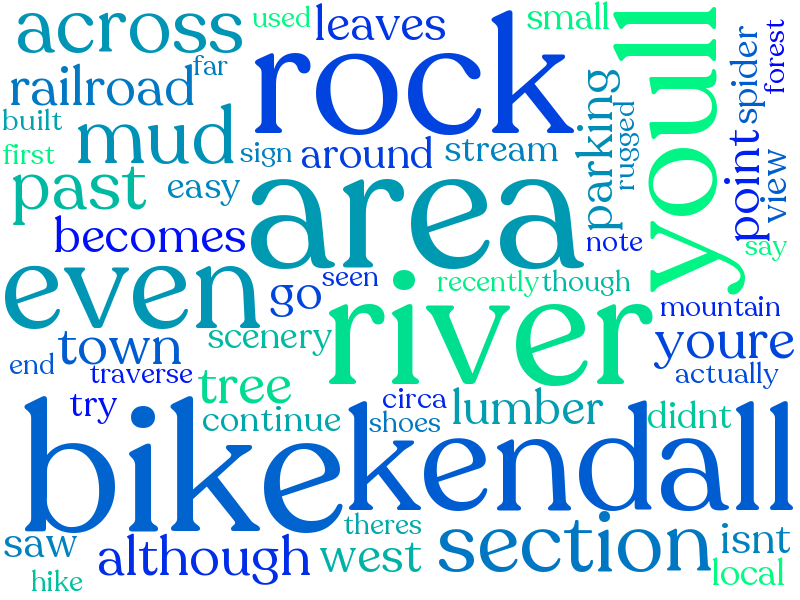 across
used
leaves
small
youll
forest
far
rock
spider
railroad
parking
built
mud
rugged
first
sign
around
stream
point
view
past
easy
area
becomes
note
say
even
go
seen
recently
though
river
mountain
town
scenery
youre
end
traverse
tree
actually
try
continue
circa
shoes
lumber
didnt
bike
kendall
theres
saw
although
west
section
isnt
hike
local